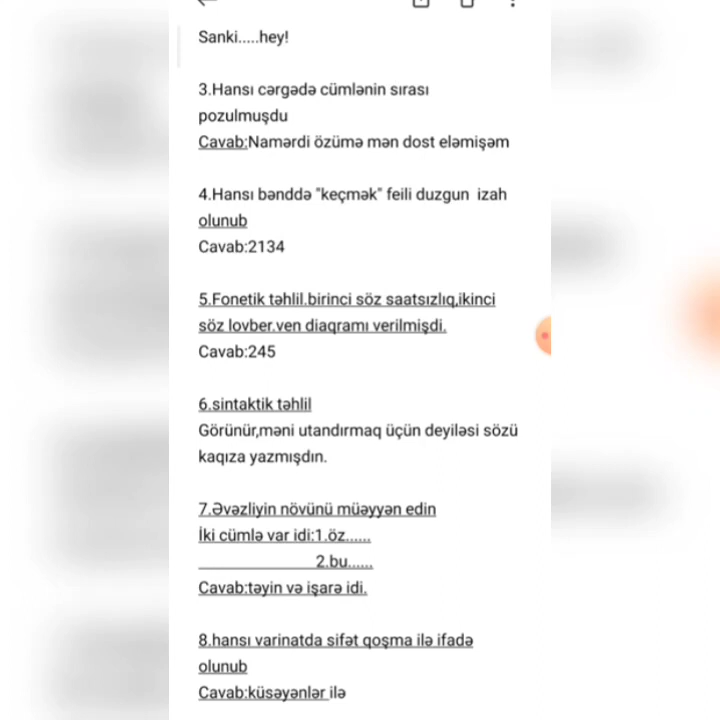 Sanki.....hey!
3.Hansı cərgədə cümlənin sırası
pozulmuşdu
Cavab:Namərdi özümə mən dost eləmişəm
4.Hansı bənddə "keçmək" feili duzgun izah
olunub
Cavab:2134
5.Fonetik təhlil.birinci söz saatsızlıq,ikinci
söz lovber.ven diaqramı verilmişdi.
Cavab:245
6.sintaktik təhlil
Görünür,məni utandırmaq üçün deyiləsi sözü
kaqıza yazmışdın.
7.Əvəzliyin növünü müəyyən edin
İki cümlə var idi:1.öz......
2.bu......
Cavab:təyin və işarə idi.
8.hansı varinatda sifət qoşma ilə ifadə
olunub
Cavab:küsəyənlər ilə